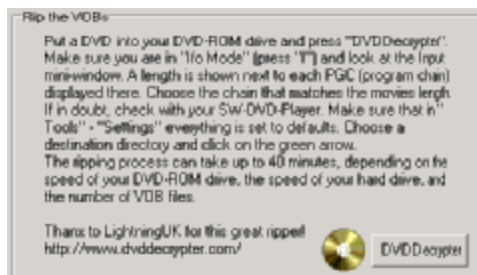 Rip the VOBs
Put a DVD into your DVD-ROM drive and press "DVDDecrypter".
Make sure you are in "Ifo Mode" (press "I") and look at the Input
mini-window. A length is shown next to each PGC (program chain)
displayed there. Choose the chain that matches the movies lengh.
If in doubt, check with your SW-DVD-Player. Make sure that in "
Tools" - "Settings" everything is set to defaults. Choose a
destination directory and click on the green arrow.
The ripping process can take up to 40 minutes, depending on the
speed of your DVD-ROM drive, the speed of your hard drive, and
the number of VOB files.
Thanx to LightningUK for this great ripper!
http://www.dvddecrypter.com/
DVDDecrypter